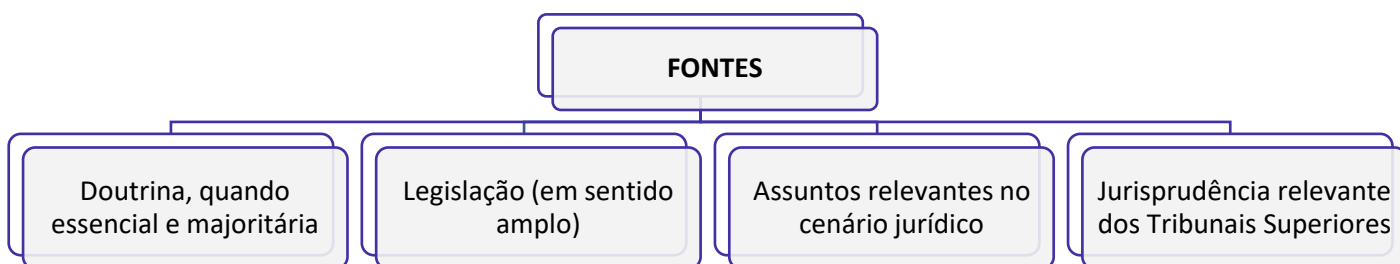 FONTES
Doutrina, quando
essencial e majoritária
Legislação (em sentido
amplo)
Assuntos relevantes no
cenário jurídico
Jurisprudência relevante
dos Tribunais Superiores